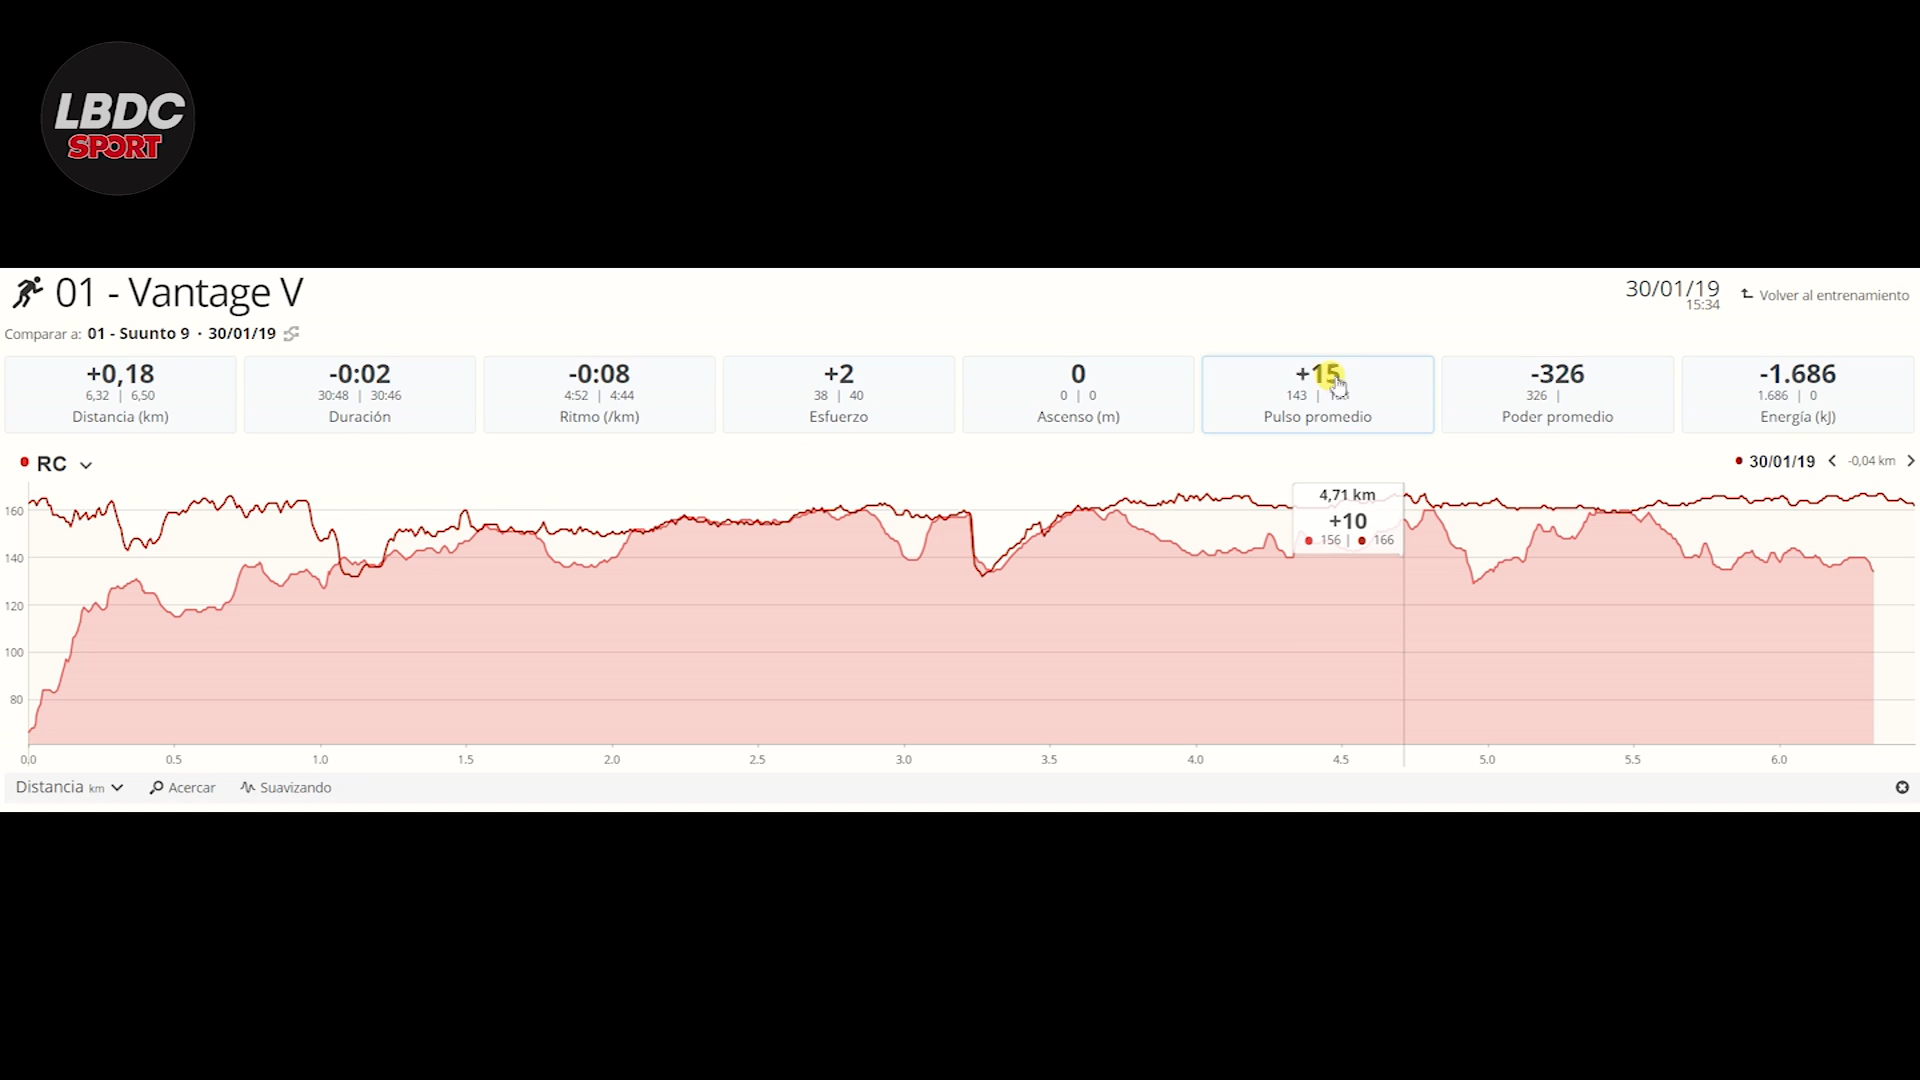 LBDC
SPORT
01 - Vantage V
30/01/19
15:34
Volver al entrenamiento
Comparar a: 01 - Suunto 9 · 30/01/19
+0,18
6,32 | 6,50
Distancia (km)
-0:02
30:48 | 30:46
Duración
-0:08
4:52 | 4:44
Ritmo (/km)
+2
38 | 40
Esfuerzo
0
0 | 0
Ascenso (m)
+15
143 |
Pulso promedio
-326
326 |
Poder promedio
-1.686
1.686 | 0
Energía (kJ)
RC
30/01/19
-0,04 km
4,71 km
+10
156 | 166
160
140
120
100
80
0.0 0.5 1.0 1.5 2.0 2.5 3.0 3.5 4.0 4.5 5.0 5.5 6.0
Distancia km Acercar Suavizando